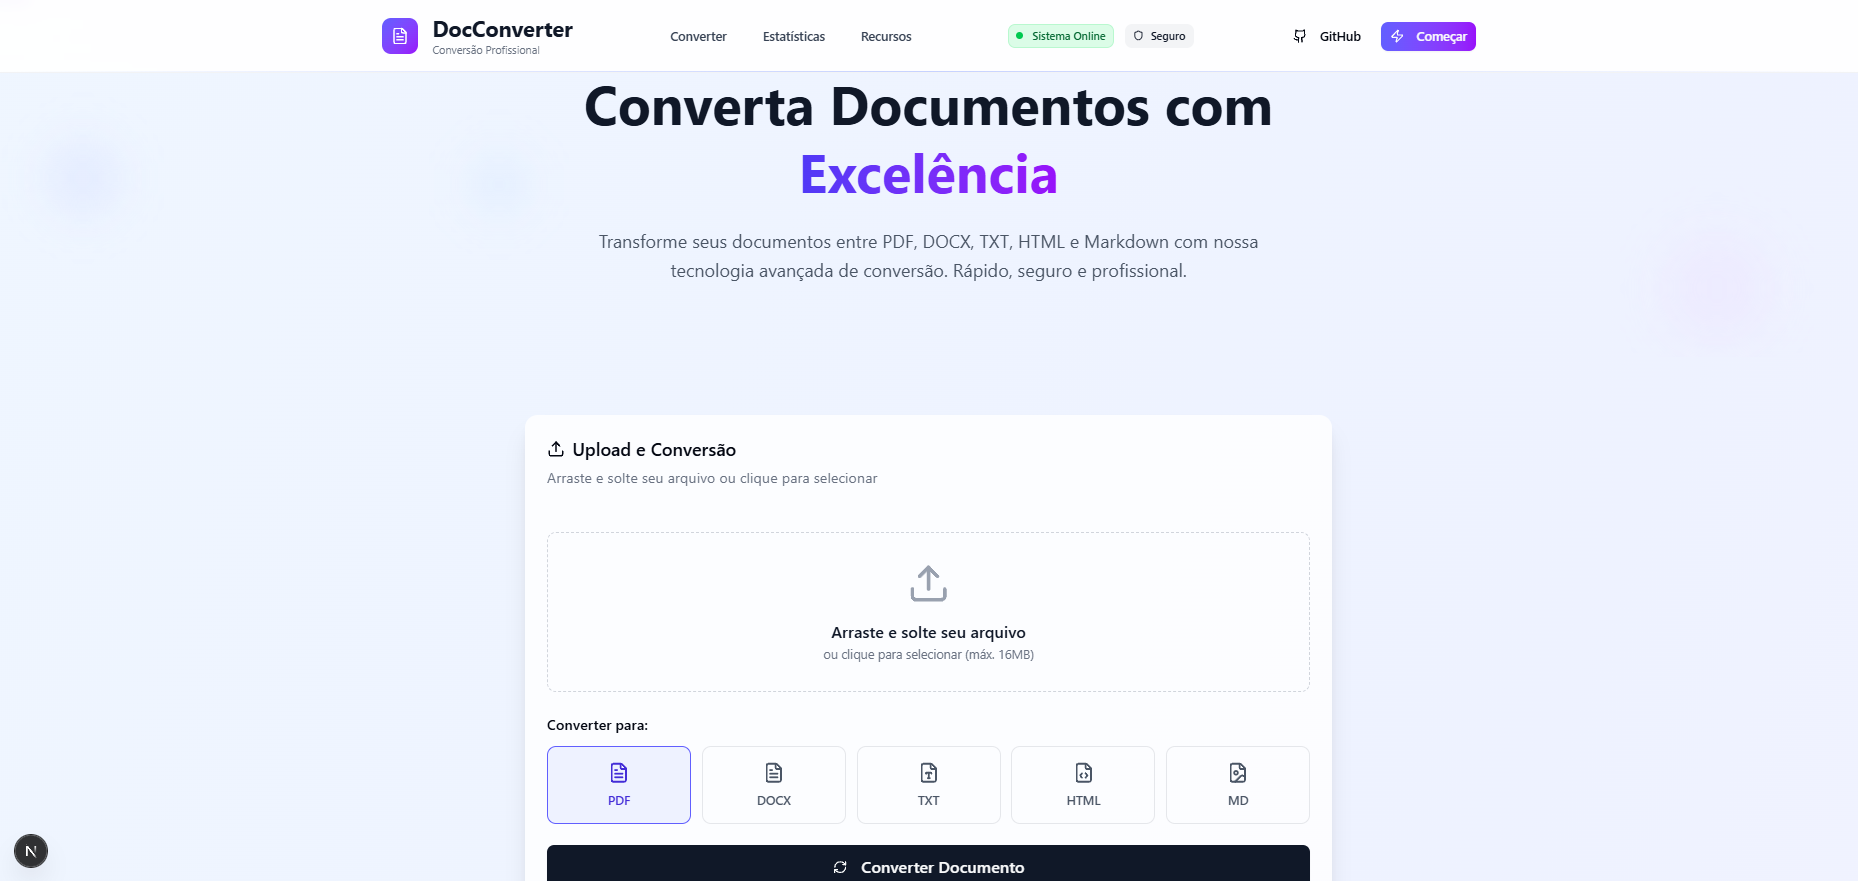 DocConverter
Conversão Profissional
Converter
Estatísticas
Recursos
Sistema Online
Seguro
GitHub
Começar
Converta Documentos com
Excelência
Transforme seus documentos entre PDF, DOCX, TXT, HTML e Markdown com nossa
tecnologia avançada de conversão. Rápido, seguro e profissional.
Upload e Conversão
Arraste e solte seu arquivo ou clique para selecionar
Arraste e solte seu arquivo
ou clique para selecionar (máx. 16MB)
Converter para:
PDF
DOCX
TXT
HTML
MD
N
Converter Documento